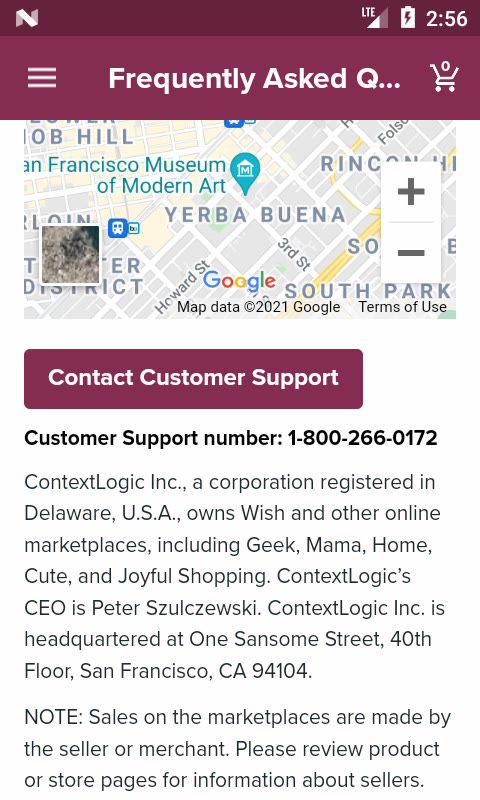 LTE 2:56
Frequently Asked Q... 0
LOWER
NOB HILL
Folso
San Francisco Museum
of Modern Art
RINCON HI
YERBA BUENA
3rd St
SO
TER
DISTRICT
Howard St
Google
SOUTH PARK
Map data ©2021 Google Terms of Use
Contact Customer Support
Customer Support number: 1-800-266-0172
ContextLogic Inc., a corporation registered in
Delaware, U.S.A., owns Wish and other online
marketplaces, including Geek, Mama, Home,
Cute, and Joyful Shopping. ContextLogic’s
CEO is Peter Szulczewski. ContextLogic Inc. is
headquartered at One Sansome Street, 40th
Floor, San Francisco, CA 94104.
NOTE: Sales on the marketplaces are made by
the seller or merchant. Please review product
or store pages for information about sellers.